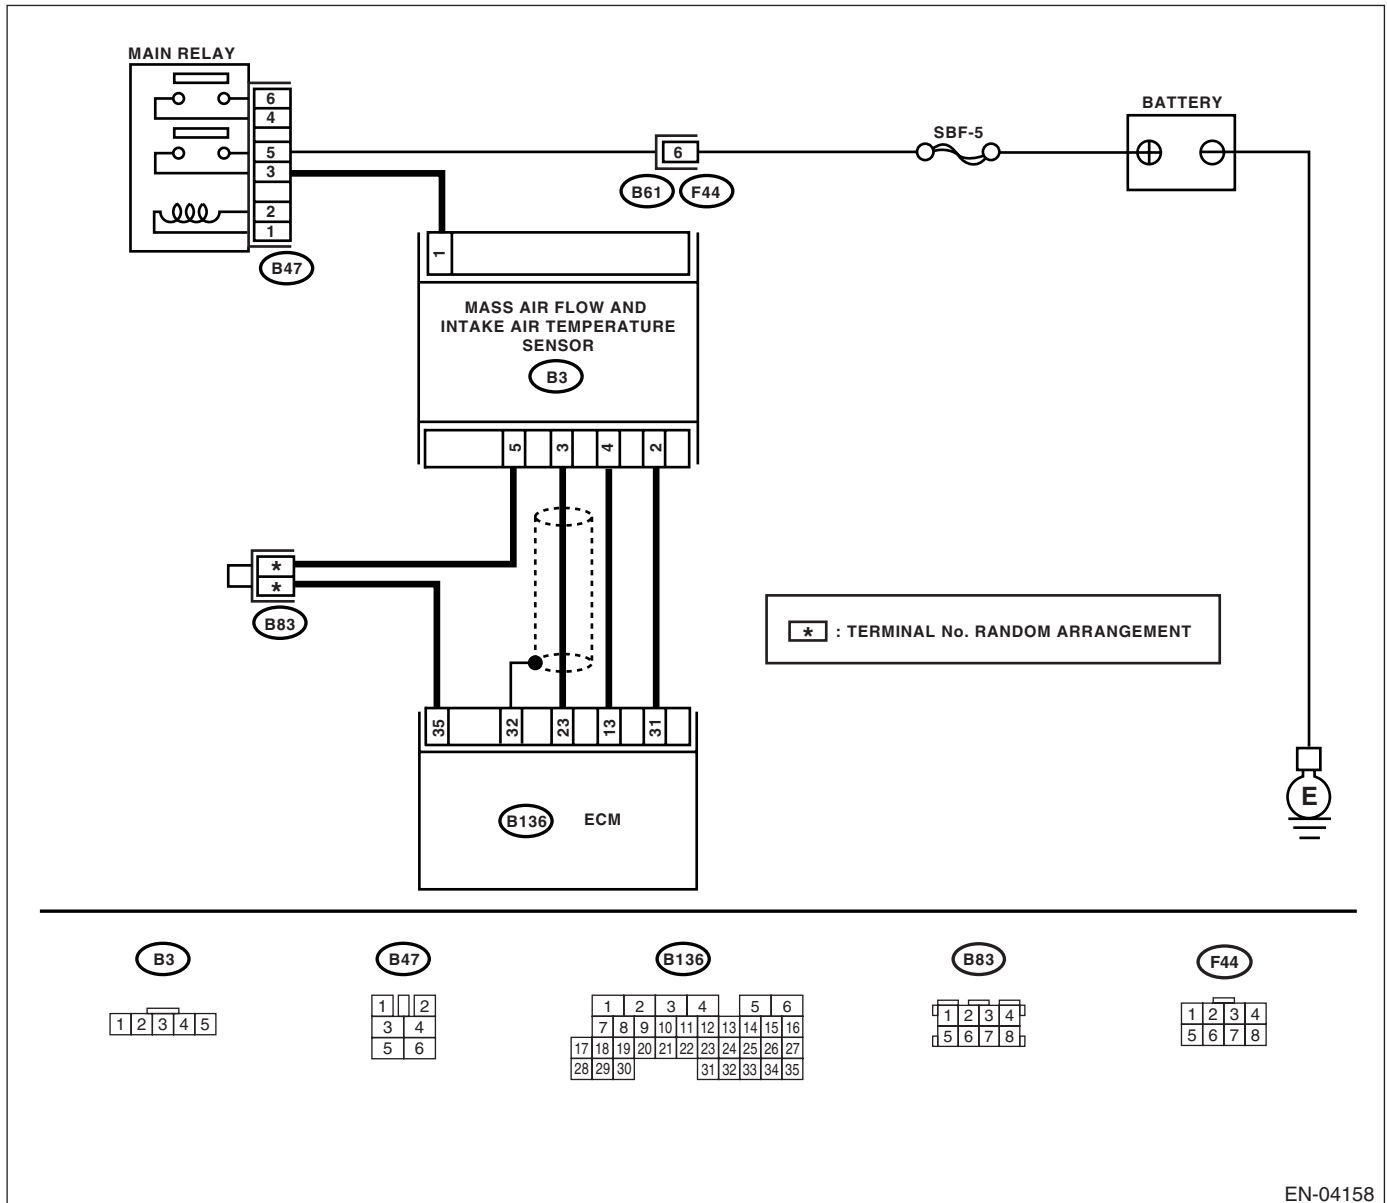 MAIN RELAY
6
4
5
3
2
1
B47
6
B61 F44
SBF-5
BATTERY
1
MASS AIR FLOW AND
INTAKE AIR TEMPERATURE
SENSOR
B3
5 3 4 2
*
*
B83
* : TERMINAL No. RANDOM ARRANGEMENT
35 32 23 13 31
B136 ECM
E
B3
1 2 3 4 5
B47
1 2
3 4
5 6
B136
1 2 3 4 5 6
7 8 9 10 11 12 13 14 15 16
17 18 19 20 21 22 23 24 25 26 27
28 29 30 31 32 33 34 35
B83
1 2 3 4
5 6 7 8
F44
1 2 3 4
5 6 7 8
EN-04158